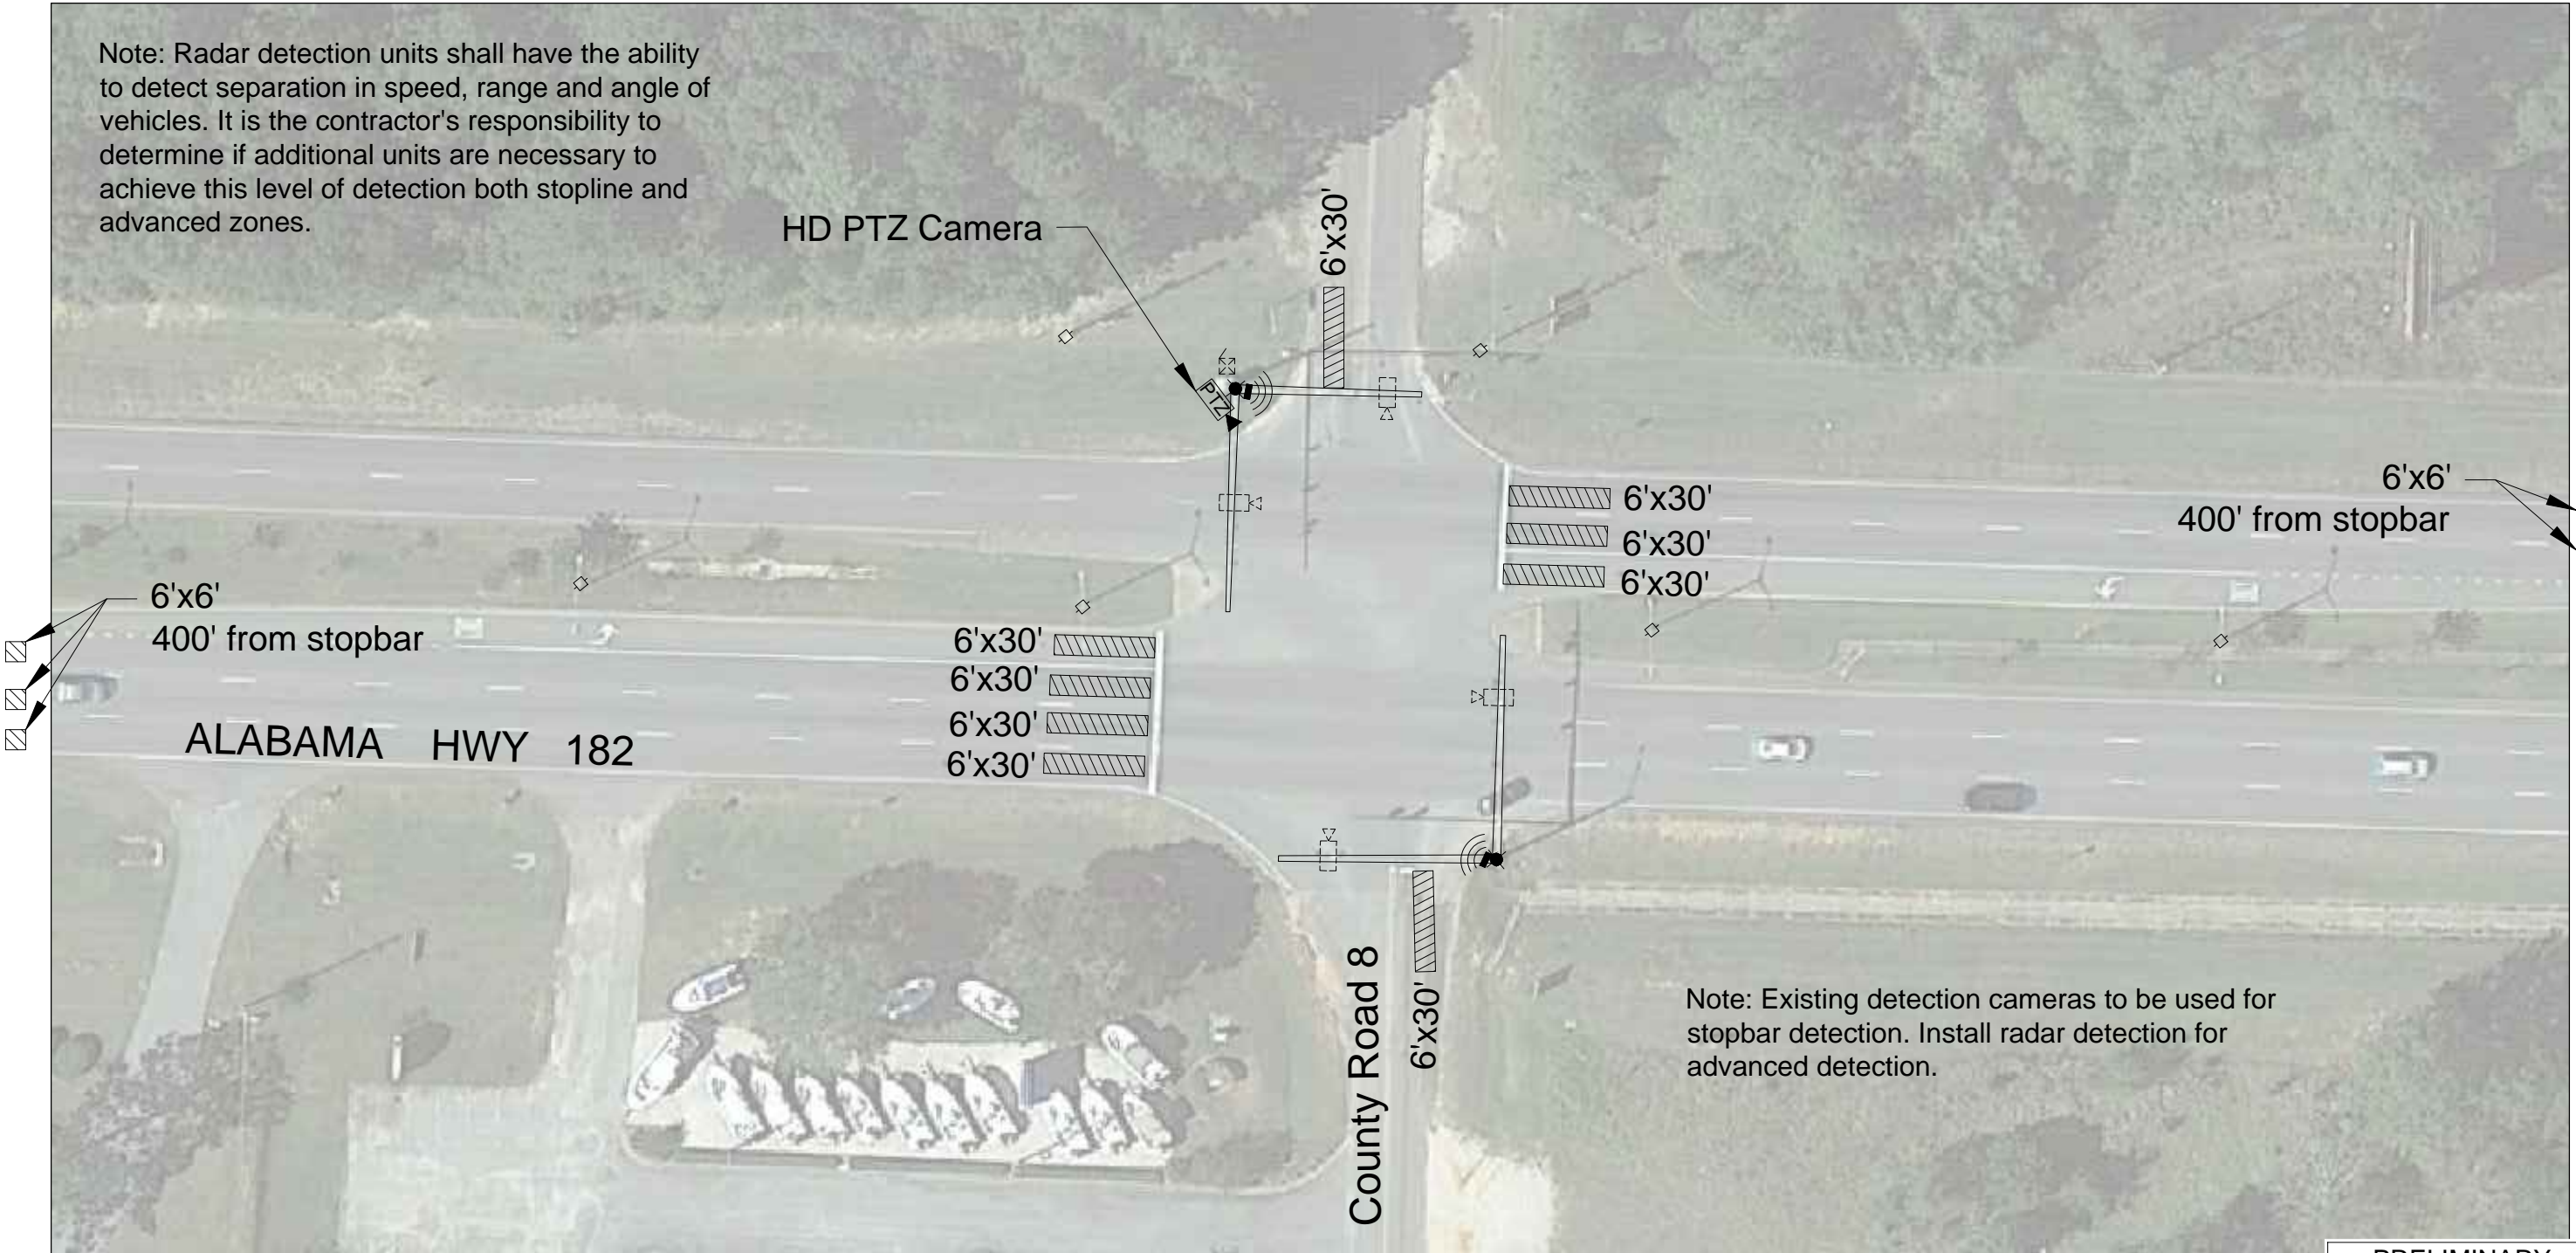 Note: Radar detection units shall have the ability
to detect separation in speed, range and angle of
vehicles. It is the contractor's responsibility to
determine if additional units are necessary to
achieve this level of detection both stopline and
advanced zones.
HD PTZ Camera
6'x30'
PTZ
6'x6'
400' from stopbar
6'x30'
6'x30'
6'x30'
6'x6'
400' from stopbar
6'x30'
6'x30'
6'x30'
6'x30'
ALABAMA HWY 182
County Road 8
6'x30'
Note: Existing detection cameras to be used for
stopbar detection. Install radar detection for
advanced detection.
PRELIMINARY